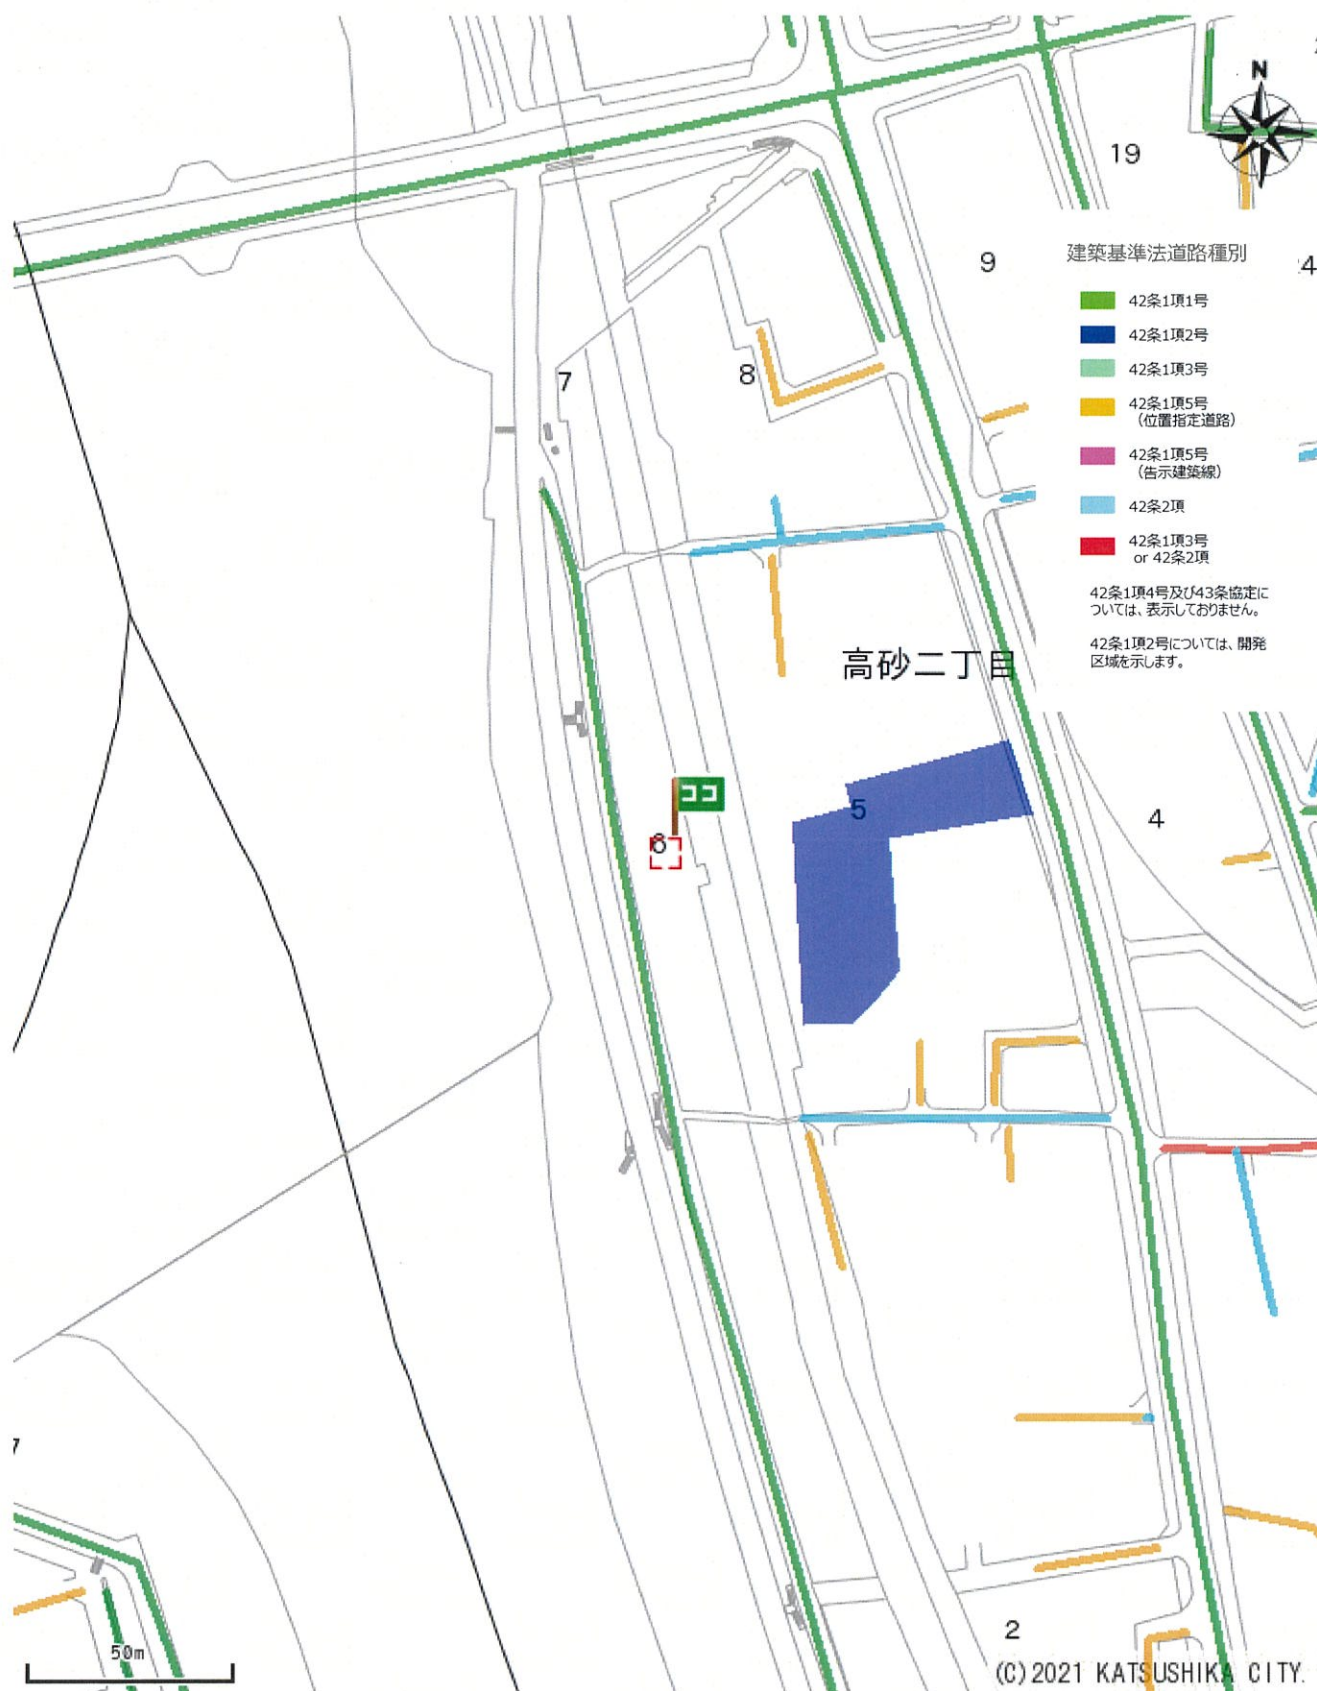 N
19
9
建築基準法道路種別
42条1項1号
42条1項2号
42条1項3号
42条1項5号
(位置指定道路)
42条1項5号
(告示建築線)
42条2項
42条1項3号
or 42条2項
42条1項4号及び43条協定に
ついては、表示しておりません。
42条1項2号については、開発
区域を示します。
7
8
高砂二丁目
ココ
5
4
6
7
50m
2
(C)2021 KATSUSHIKA CITY.